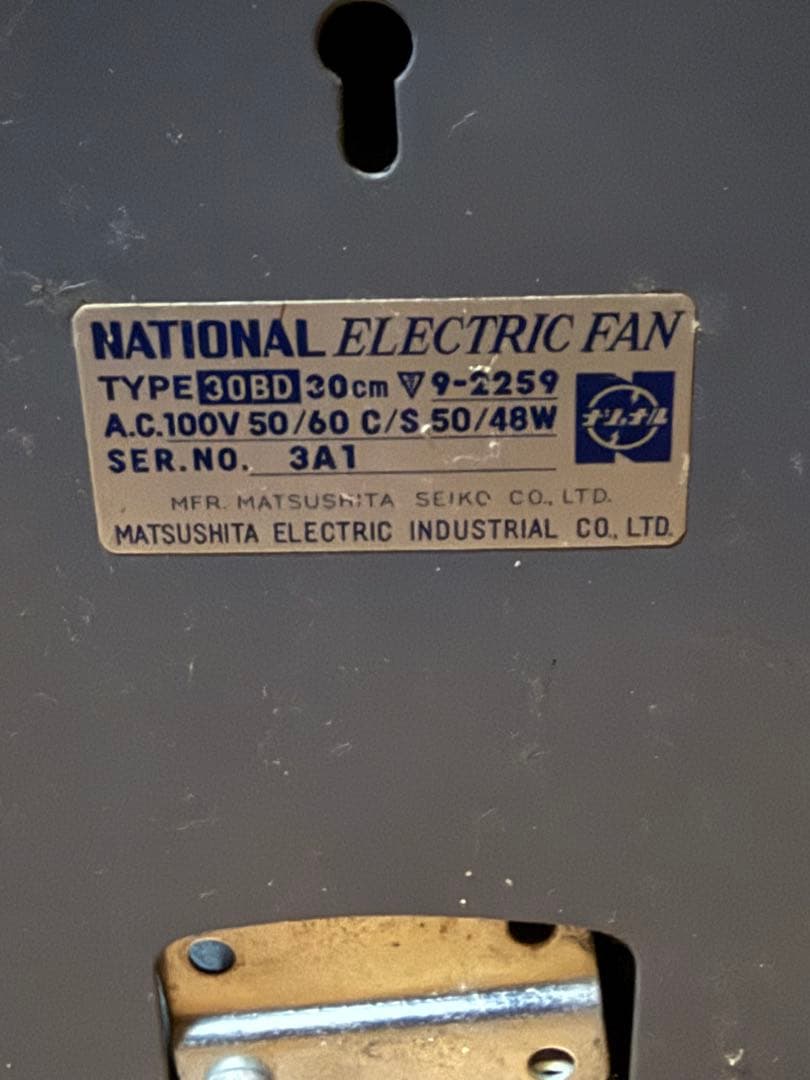 NATIONAL ELECTRIC FAN
TYPE 30BD 30cm ▽ 9-2259
A.C.100V 50/60 C/S 50/48W
SER.NO. 3A1
ナショナル
MFR. MATSUSHITA SEIKO CO., LTD.
MATSUSHITA ELECTRIC INDUSTRIAL CO., LTD.